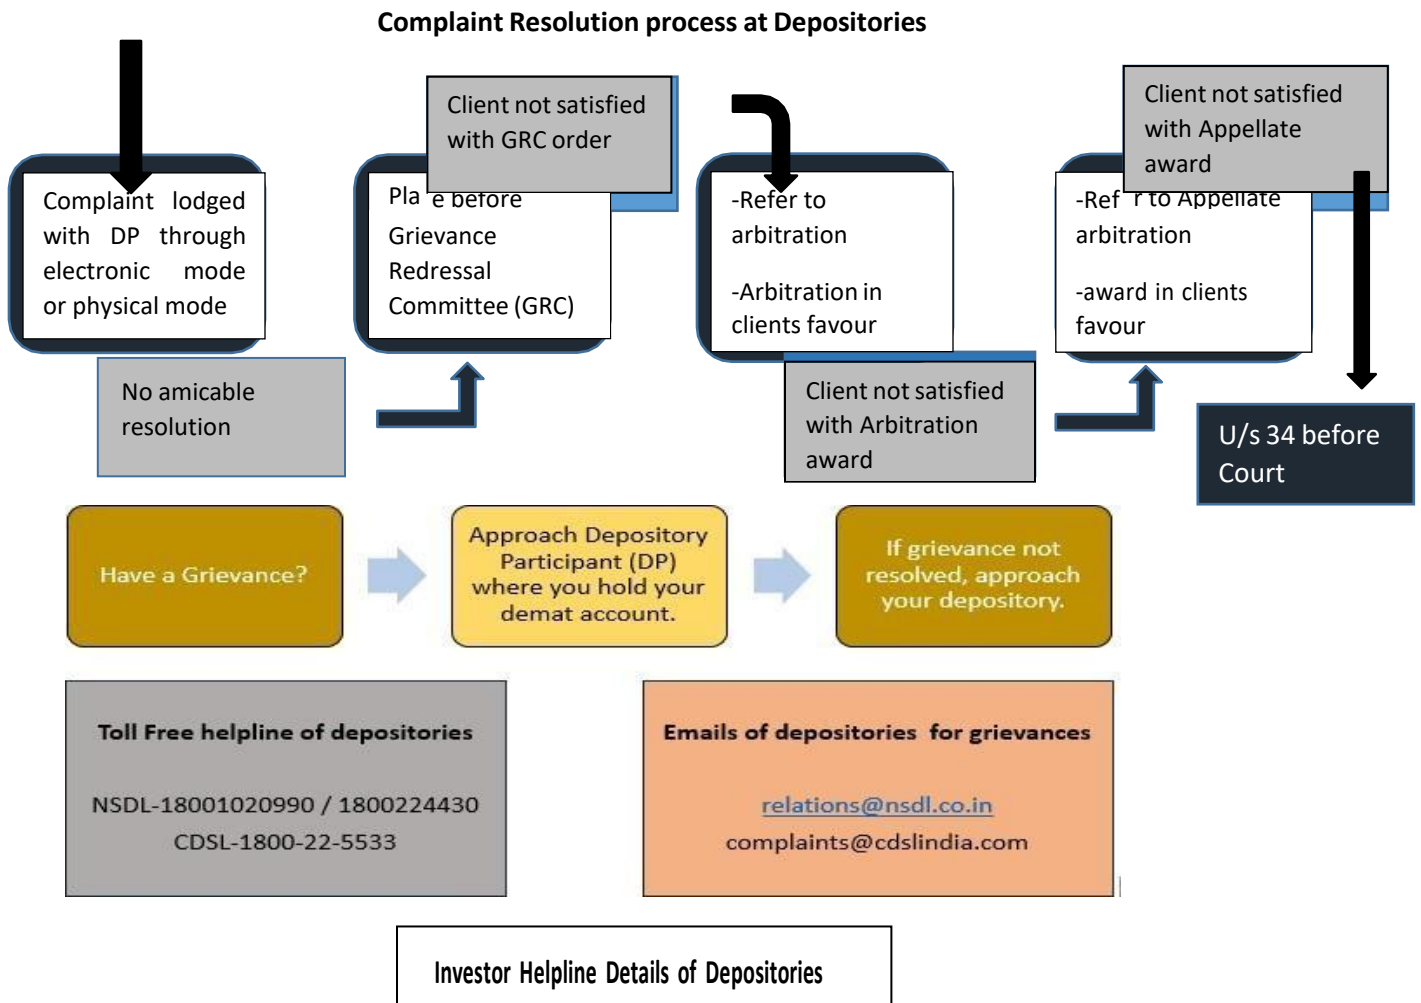 Complaint Resolution process at Depositories
Complaint lodged
with DP through
electronic mode
or physical mode
No amicable
resolution
Pla e before
Grievance
Redressal
Committee (GRC)
Client not satisfied
with GRC order
-Refer to
arbitration
-Arbitration in
clients favour
Client not satisfied
with Arbitration
award
-Ref r to Appellate
arbitration
-award in clients
favour
Client not satisfied
with Appellate
award
U/s 34 before
Court
Have a Grievance?
Approach Depository
Participant (DP)
where you hold your
demat account.
If grievance not
resolved, approach
your depository.
Toll Free helpline of depositories
NSDL-18001020990 / 1800224430
CDSL-1800-22-5533
Emails of depositories for grievances
relations@nsdl.co.in
complaints@cdslindia.com
Investor Helpline Details of Depositories